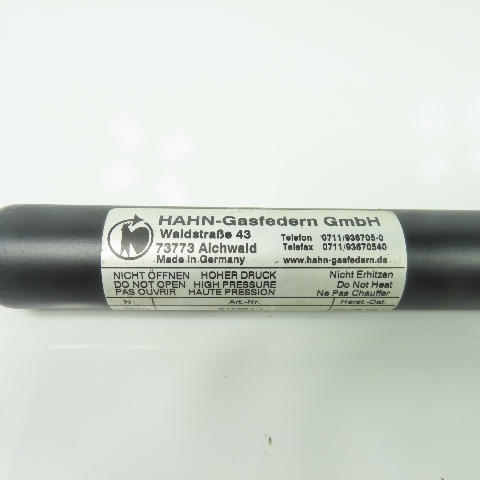 HAHN-Gasfedern GmbH
Waldstraße 43
73773 Aichwald
Made in Germany
Telefon 0711/936705-0
Telefax 0711/93670540
www.hahn-gasfedern.de
NICHT ÖFFNEN HOHER DRUCK Nicht Erhitzen
DO NOT OPEN HIGH PRESSURE Do Not Heat
PAS OUVRIR HAUTE PRESSION Ne Pas Chauffer
N Art.-Nr. Herst.-Dat.